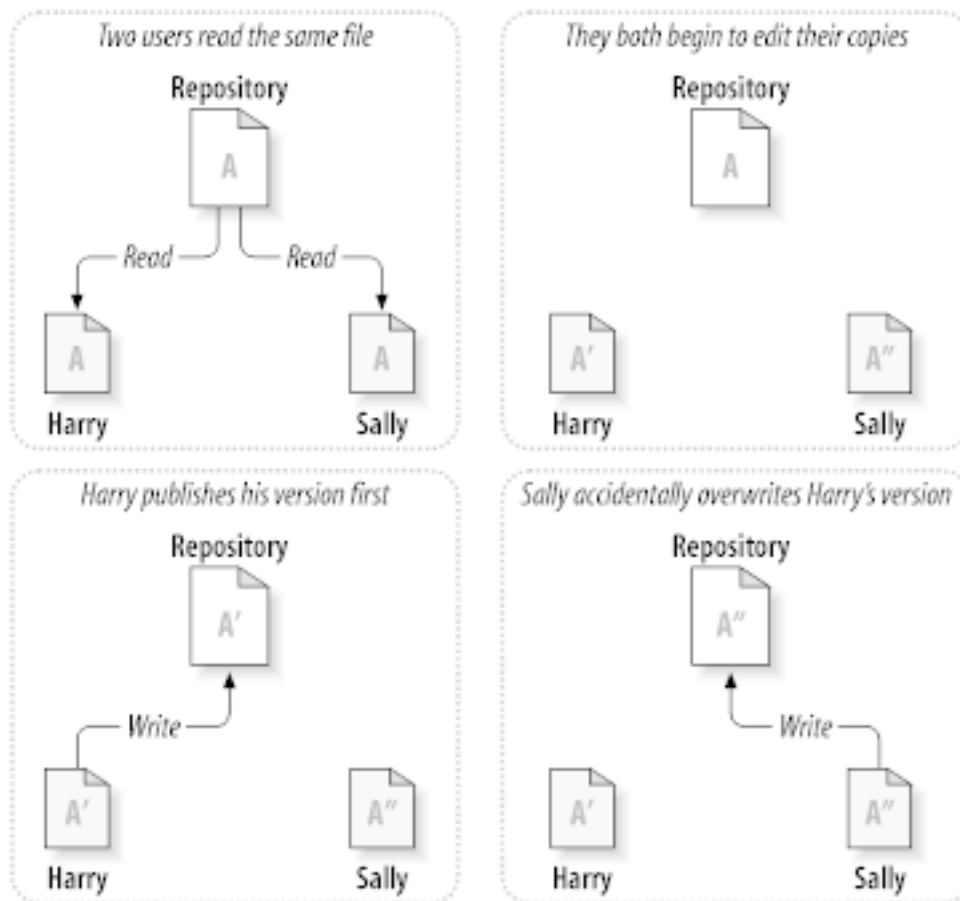 Two users read the same file
Repository
A
Read Read
A A
Harry Sally
They both begin to edit their copies
Repository
A
A' A"
Harry Sally
Harry publishes his version first
Repository
A'
Write
A' A"
Harry Sally
Sally accidentally overwrites Harry's version
Repository
A"
Write
A' A"
Harry Sally